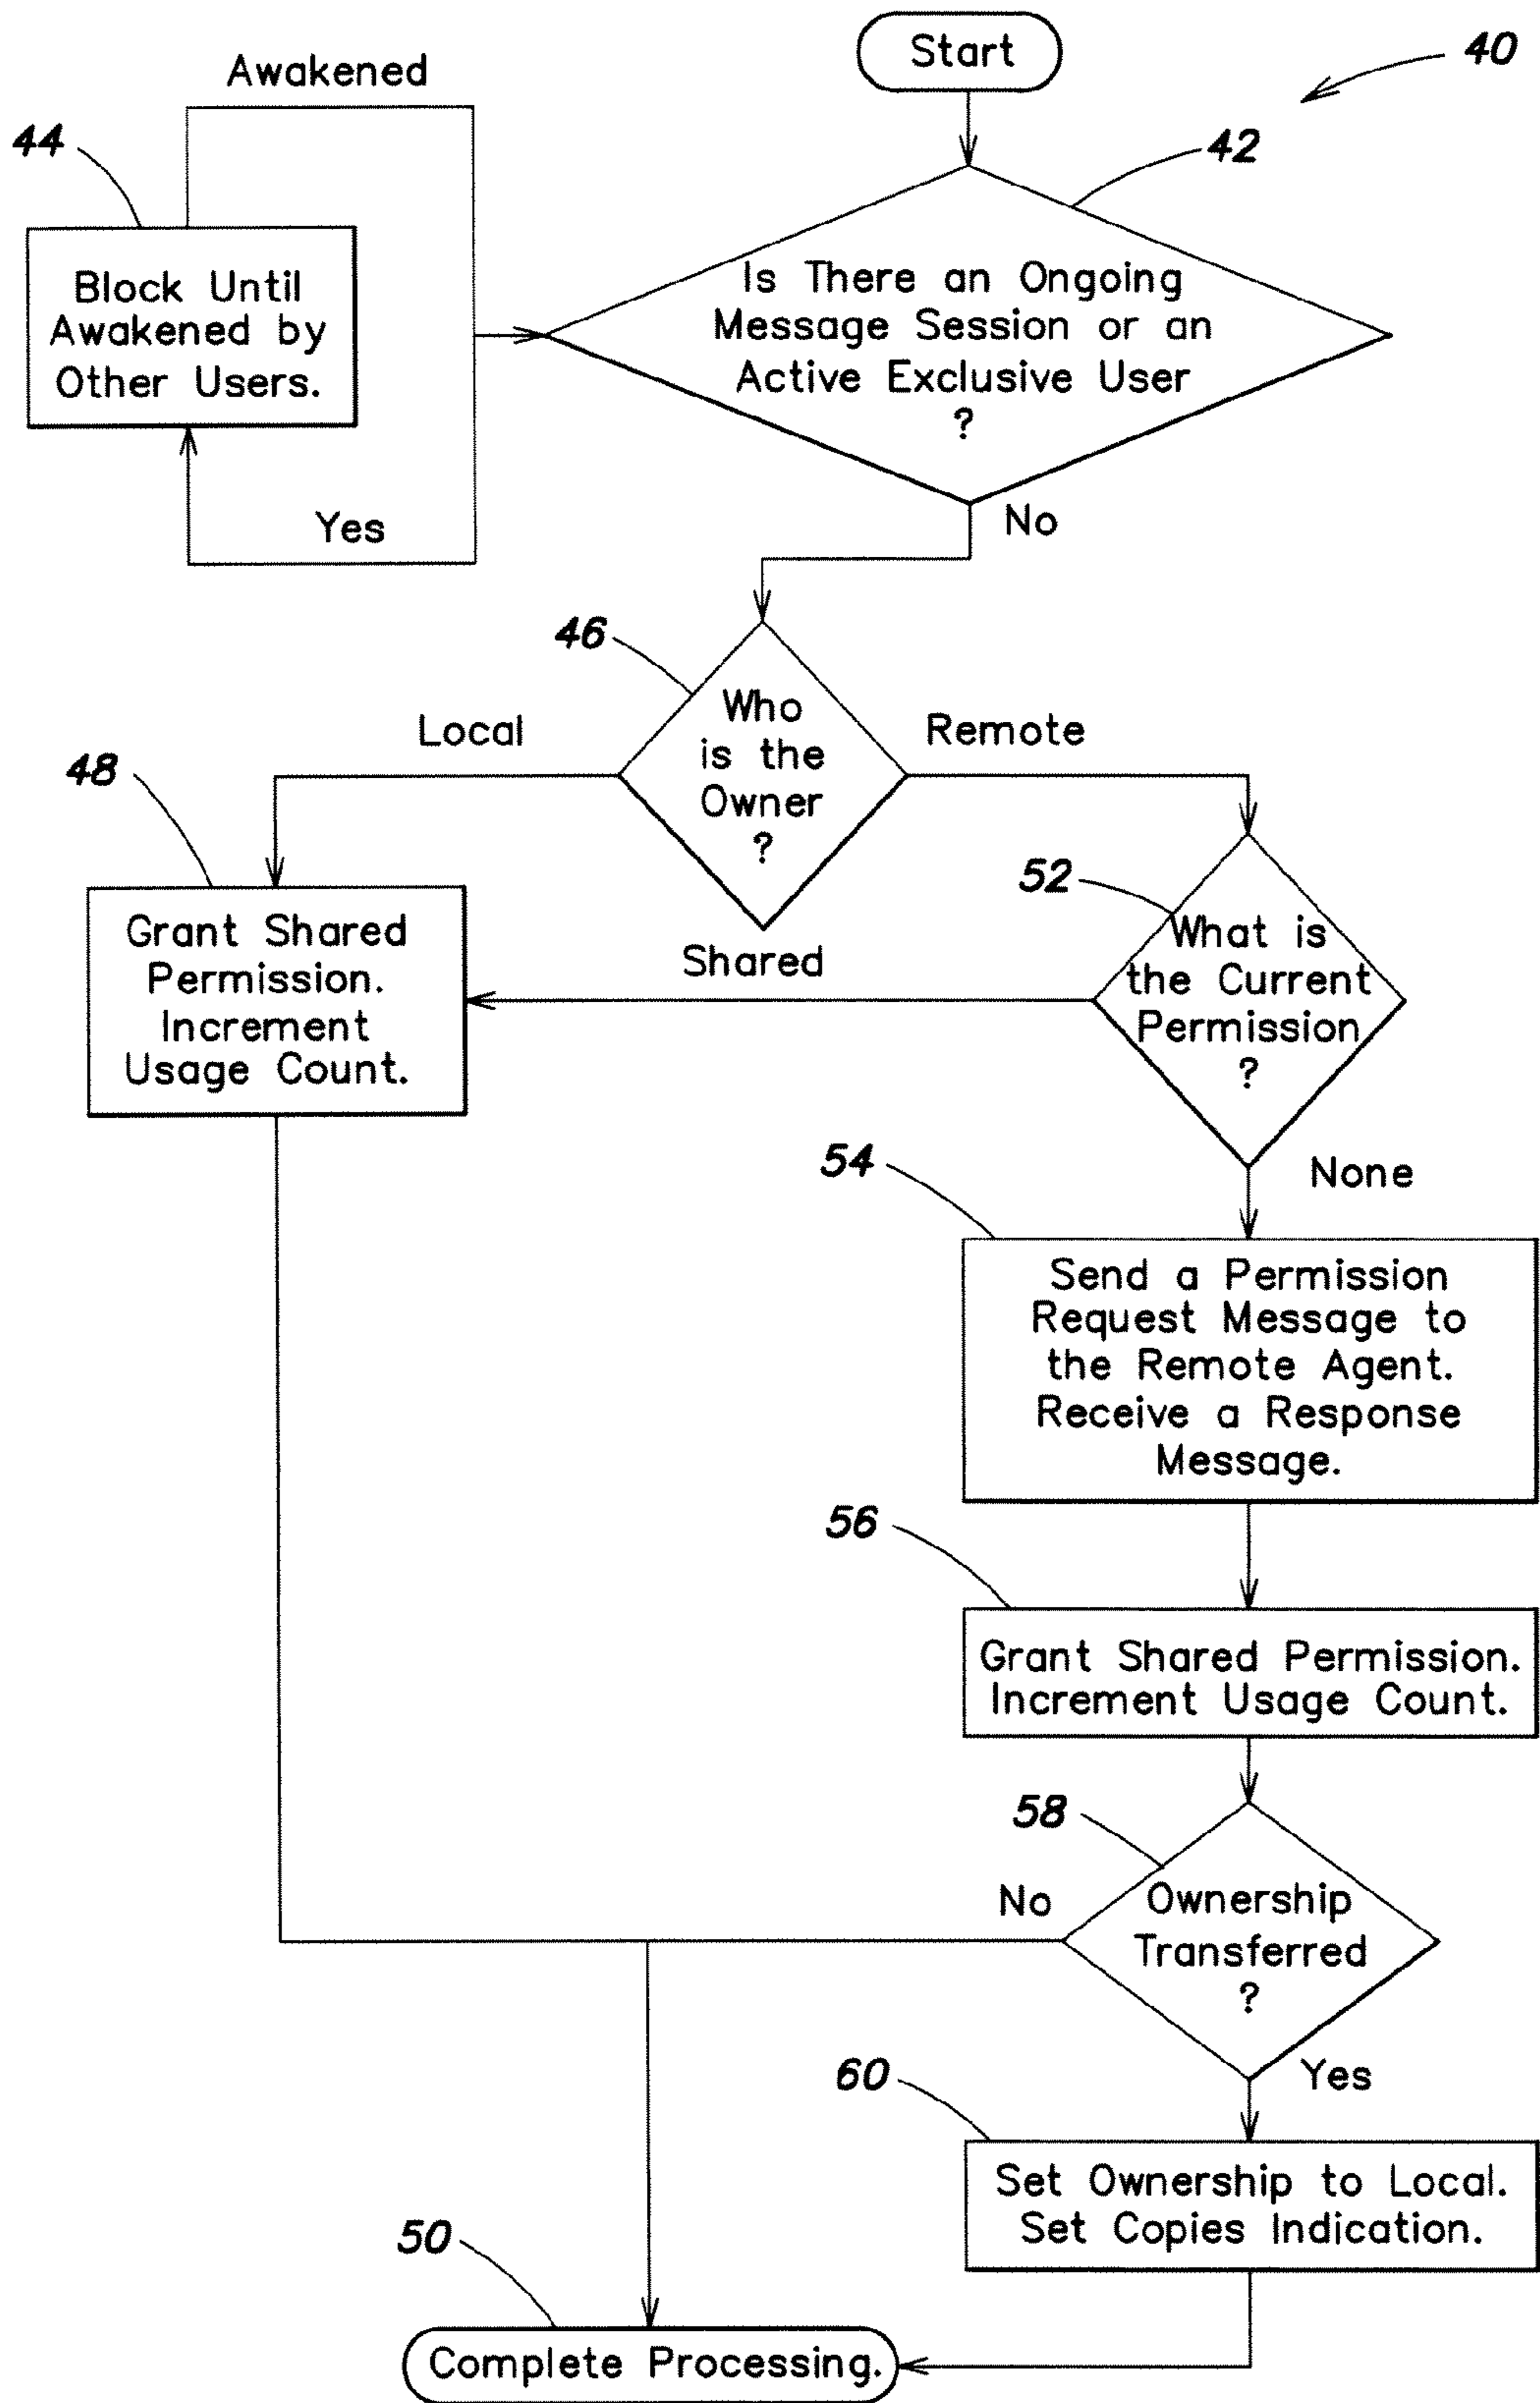 Start
40
Awakened
44
42
Block Until
Awakened by
Other Users.
Is There an Ongoing
Message Session or an
Active Exclusive User
?
Yes
No
46
Who
is the
Owner
?
Local
Remote
48
52
Grant Shared
Permission.
Increment
Usage Count.
Shared
What is
the Current
Permission
?
None
54
Send a Permission
Request Message to
the Remote Agent.
Receive a Response
Message.
56
Grant Shared Permission.
Increment Usage Count.
58
No
Ownership
Transferred
?
Yes
60
Set Ownership to Local.
Set Copies Indication.
50
Complete Processing.